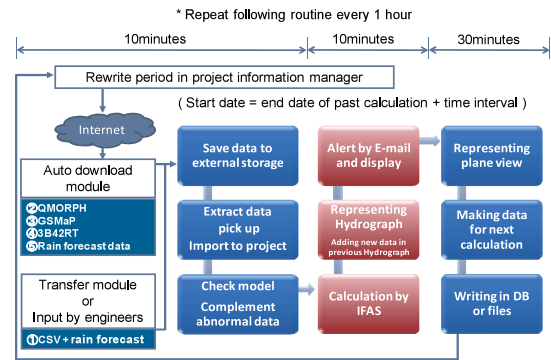 * Repeat following routine every 1 hour
10minutes
10minutes
30minutes
Rewrite period in project information manager
( Start date = end date of past calculation + time interval )
Internet
Auto download
module
②QMORPH
③GSMaP
④3B42RT
⑤Rain forecast data
Transfer module
or
Input by engineers
①CSV + rain forecast
Save data to
external storage
Extract data
pick up
Import to project
Check model
Complement
abnormal data
Alert by E-mail
and display
Representing
Hydrograph
Adding new data in
previous Hydrograph
Calculation by
IFAS
Representing
plane view
Making data
for next
calculation
Writing in DB
or files